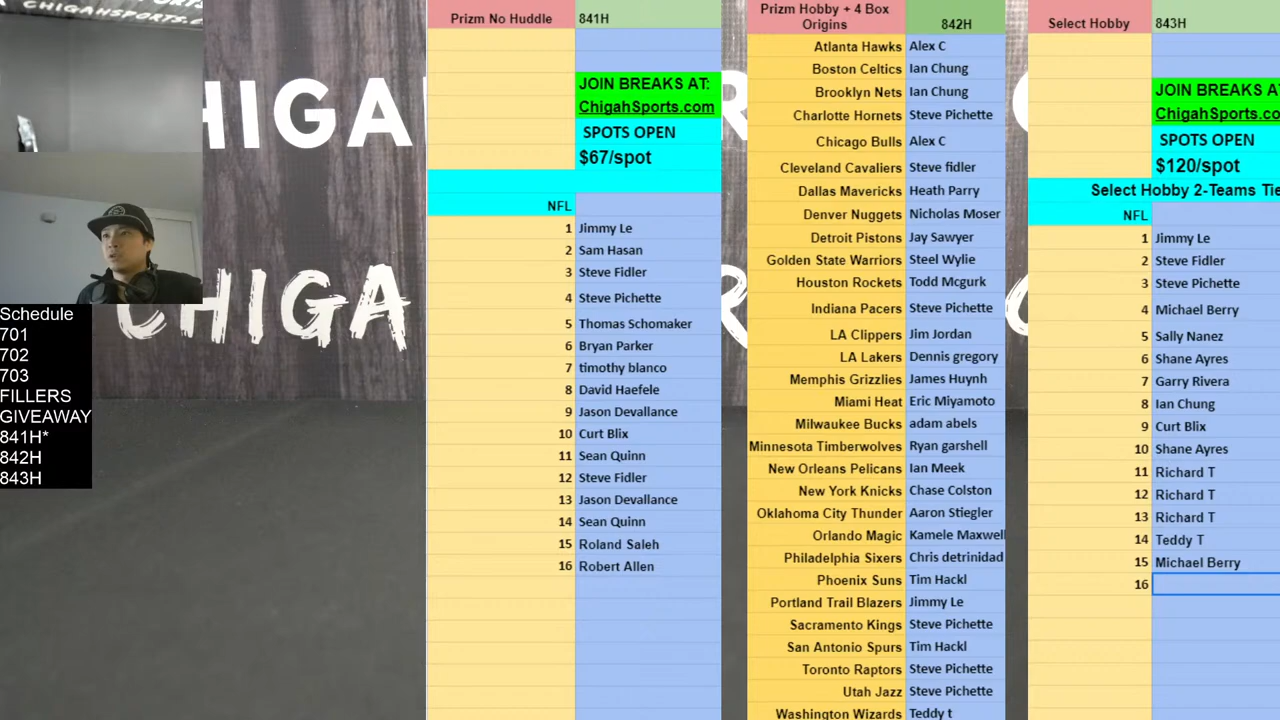 CHIGAHSPORTS.C
HIGA
CHIGA
Schedule
701
702
703
FILLERS
GIVEAWAY
841H*
842H
843H
Prizm No Huddle 841H
JOIN BREAKS AT:
ChigahSports.com
SPOTS OPEN
$67/spot
NFL
1 Jimmy Le
2 Sam Hasan
3 Steve Fidler
4 Steve Pichette
5 Thomas Schomaker
6 Bryan Parker
7 timothy blanco
8 David Haefele
9 Jason Devallance
10 Curt Blix
11 Sean Quinn
12 Steve Fidler
13 Jason Devallance
14 Sean Quinn
15 Roland Saleh
16 Robert Allen
Prizm Hobby + 4 Box
Origins 842H
Atlanta Hawks Alex C
Boston Celtics Ian Chung
Brooklyn Nets Ian Chung
Charlotte Hornets Steve Pichette
Chicago Bulls Alex C
Cleveland Cavaliers Steve fidler
Dallas Mavericks Heath Parry
Denver Nuggets Nicholas Moser
Detroit Pistons Jay Sawyer
Golden State Warriors Steel Wylie
Houston Rockets Todd Mcgurk
Indiana Pacers Steve Pichette
LA Clippers Jim Jordan
LA Lakers Dennis gregory
Memphis Grizzlies James Huynh
Miami Heat Eric Miyamoto
Milwaukee Bucks adam abels
Minnesota Timberwolves Ryan garshell
New Orleans Pelicans Ian Meek
New York Knicks Chase Colston
Oklahoma City Thunder Aaron Stiegler
Orlando Magic Kamele Maxwell
Philadelphia Sixers Chris detrinidad
Phoenix Suns Tim Hackl
Portland Trail Blazers Jimmy Le
Sacramento Kings Steve Pichette
San Antonio Spurs Tim Hackl
Toronto Raptors Steve Pichette
Utah Jazz Steve Pichette
Washington Wizards Teddy t
Select Hobby 843H
JOIN BREAKS A
ChigahSports.co
SPOTS OPEN
$120/spot
Select Hobby 2-Teams Tie
NFL
1 Jimmy Le
2 Steve Fidler
3 Steve Pichette
4 Michael Berry
5 Sally Nanez
6 Shane Ayres
7 Garry Rivera
8 Ian Chung
9 Curt Blix
10 Shane Ayres
11 Richard T
12 Richard T
13 Richard T
14 Teddy T
15 Michael Berry
16